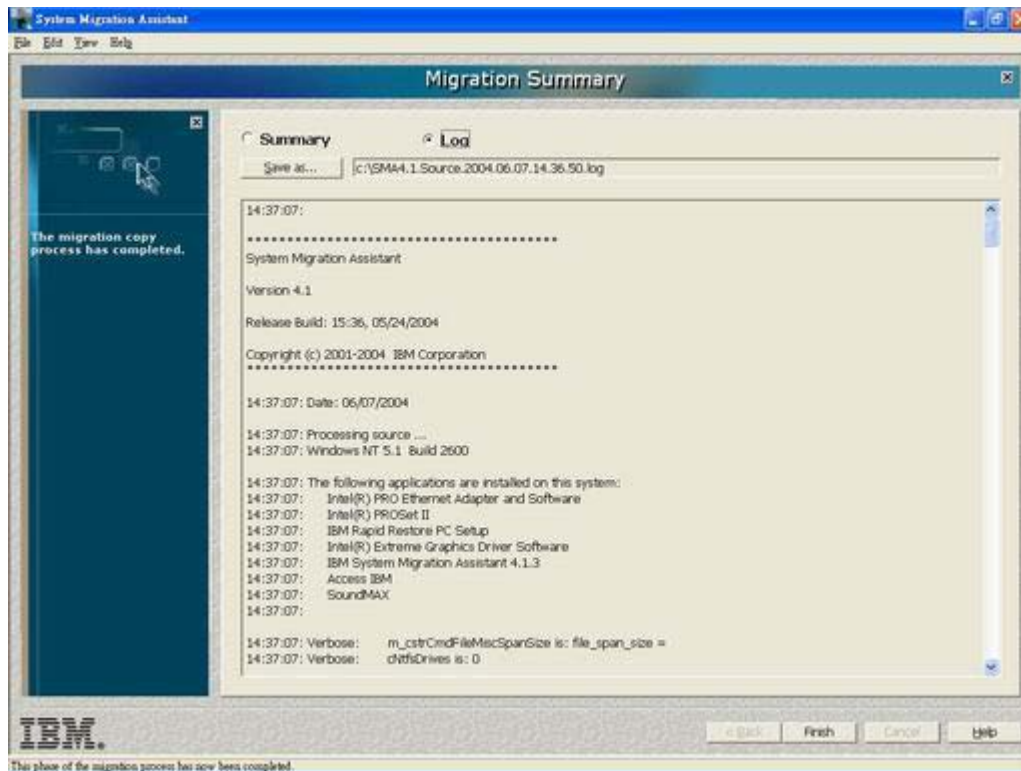 System Migration Assistant
File Edit View Help
Migration Summary
The migration copy
process has completed.
Summary Log
Save as... c:\SMA4.1.Source.2004.06.07.14.36.50.log
14:37:07:
****************************************
System Migration Assistant
Version 4.1
Release Build: 15:36, 05/24/2004
Copyright (c) 2001-2004 IBM Corporation
****************************************
14:37:07: Date: 06/07/2004
14:37:07: Processing source ...
14:37:07: Windows NT 5.1 Build 2600
14:37:07: The following applications are installed on this system:
14:37:07: Intel(R) PRO Ethernet Adapter and Software
14:37:07: Intel(R) PROSet II
14:37:07: IBM Rapid Restore PC Setup
14:37:07: Intel(R) Extreme Graphics Driver Software
14:37:07: IBM System Migration Assistant 4.1.3
14:37:07: Access IBM
14:37:07: SoundMAX
14:37:07:
14:37:07: Verbose: m_cstrCmdFileMiscSpanSize is: file_span_size =
14:37:07: Verbose: cNtfsDrives is: 0
IBM.
< Back Finish Cancel Help
This phase of the migration process has now been completed.